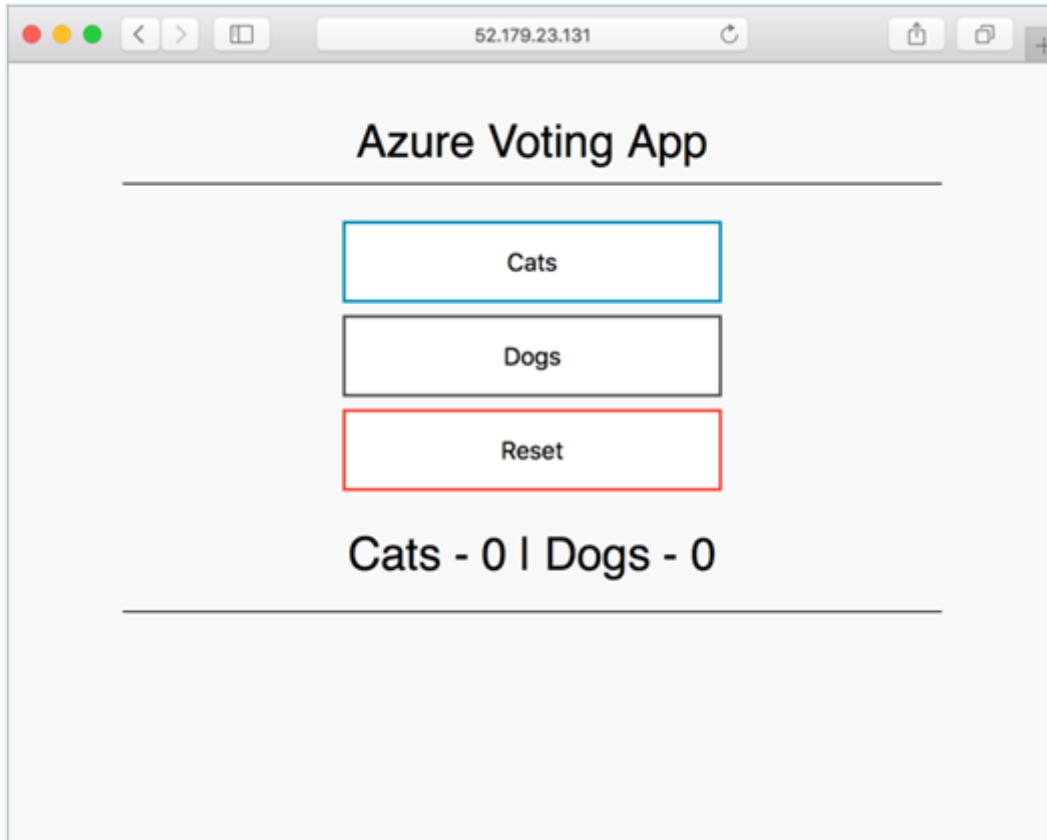 52.179.23.131
Azure Voting App
Cats
Dogs
Reset
Cats - 0 | Dogs - 0